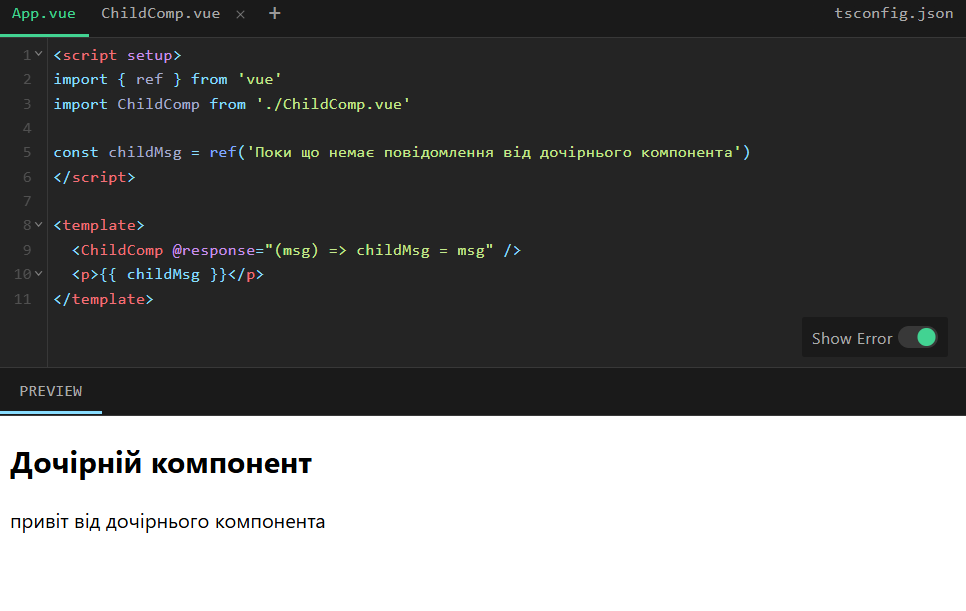 App.vue ChildComp.vue × + tsconfig.json
1 <script setup>
2 import { ref } from 'vue'
3 import ChildComp from './ChildComp.vue'
4
5 const childMsg = ref('Поки що немає повідомлення від дочірнього компонента')
6 </script>
7
8 <template>
9   <ChildComp @response="(msg) => childMsg = msg" />
10   <p>{{ childMsg }}</p>
11 </template>
Show Error
PREVIEW
Дочірній компонент
привіт від дочірнього компонента